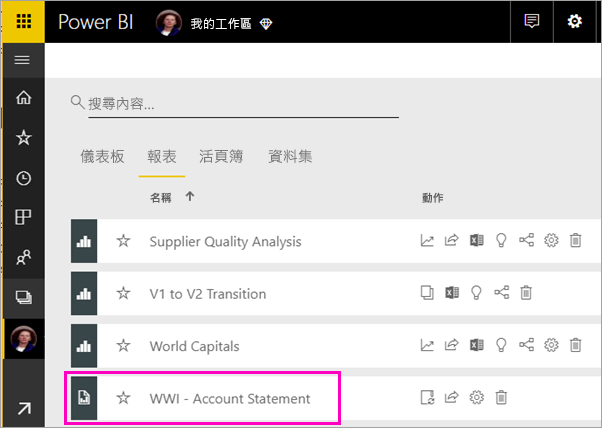 Power BI 我的工作區
搜尋內容...
儀表板 報表 活頁簿 資料集
名稱 動作
Supplier Quality Analysis
V1 to V2 Transition
World Capitals
WWI - Account Statement